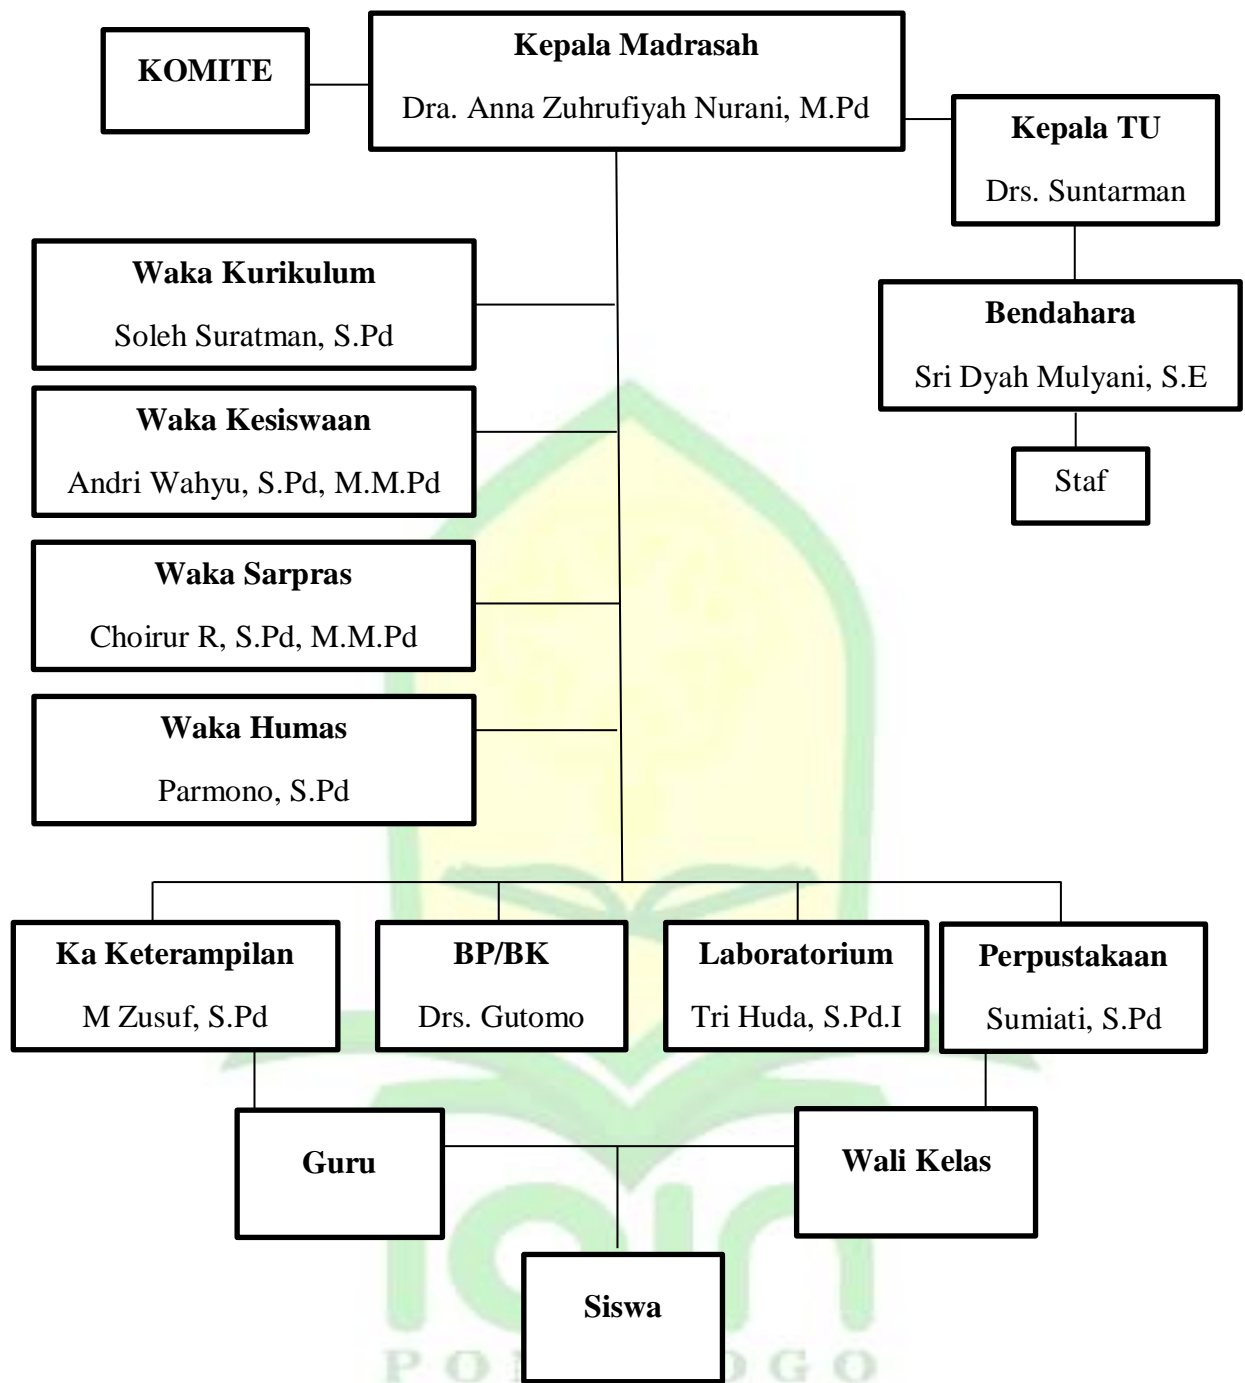 KOMITE
Kepala Madrasah
Dra. Anna Zuhrufiyah Nurani, M.Pd
Kepala TU
Drs. Suntarman
Waka Kurikulum
Soleh Suratman, S.Pd
Bendahara
Sri Dyah Mulyani, S.E
Waka Kesiswaan
Andri Wahyu, S.Pd, M.M.Pd
Staf
Waka Sarpras
Choirur R, S.Pd, M.M.Pd
Waka Humas
Parmono, S.Pd
Ka Keterampilan
M Zusuf, S.Pd
BP/BK
Drs. Gutomo
Laboratorium
Tri Huda, S.Pd.I
Perpustakaan
Sumiati, S.Pd
Guru
Wali Kelas
iain
Siswa